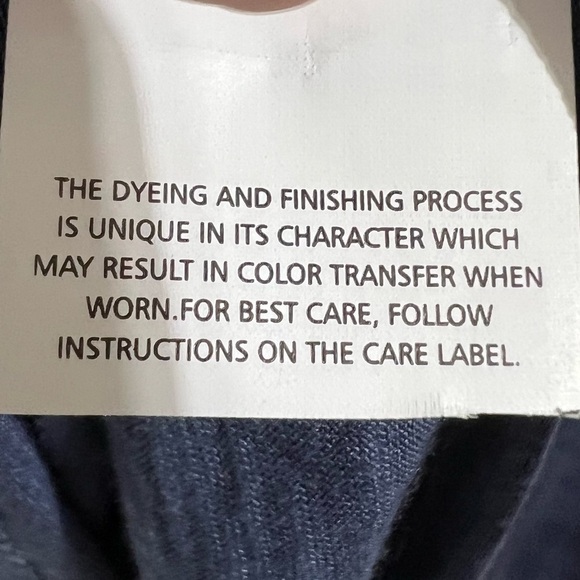 THE DYEING AND FINISHING PROCESS
IS UNIQUE IN ITS CHARACTER WHICH
MAY RESULT IN COLOR TRANSFER WHEN
WORN.FOR BEST CARE, FOLLOW
INSTRUCTIONS ON THE CARE LABEL.